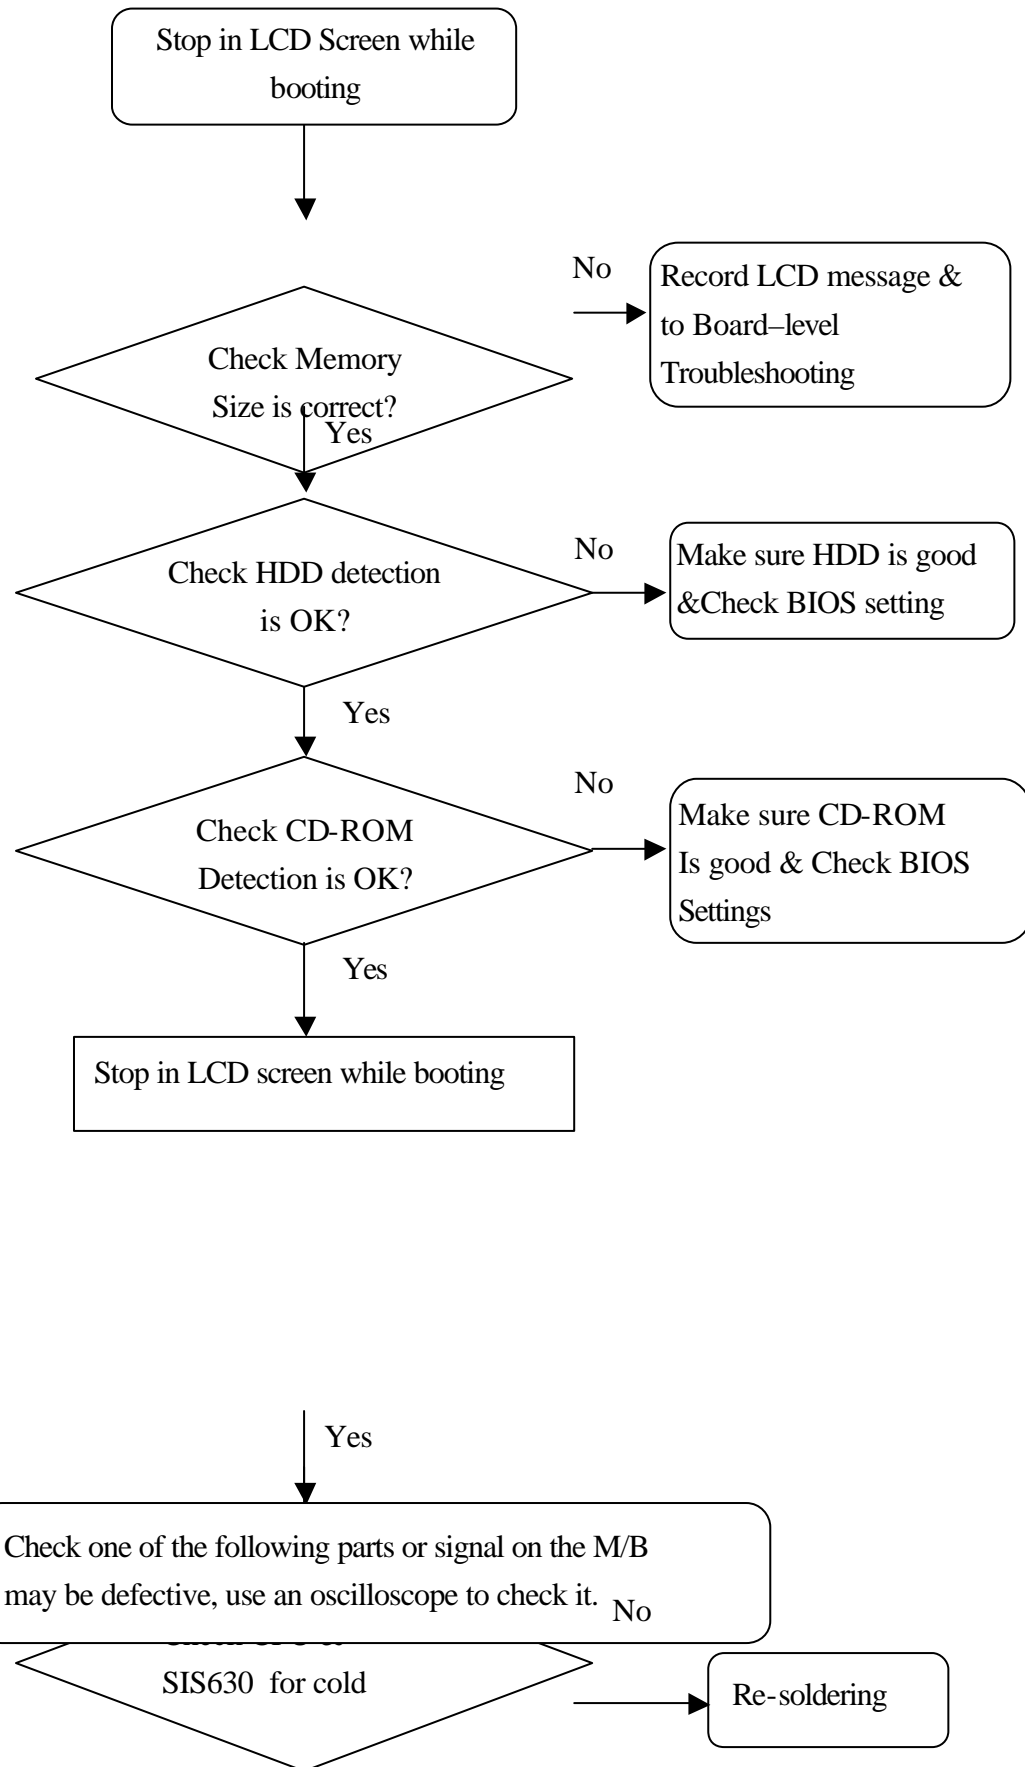 Stop in LCD Screen while
booting
No
Record LCD message &
to Board–level
Troubleshooting
Check Memory
Size is correct?
Yes
No
Make sure HDD is good
&Check BIOS setting
Check HDD detection
is OK?
Yes
No
Make sure CD-ROM
Is good & Check BIOS
Settings
Check CD-ROM
Detection is OK?
Yes
Stop in LCD screen while booting
Yes
Check one of the following parts or signal on the M/B
may be defective, use an oscilloscope to check it.
No
SIS630 for cold
Re-soldering